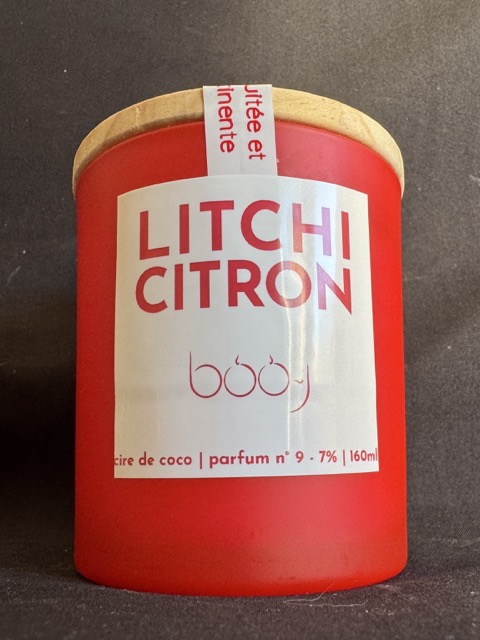 LITCHI
CITRON
cire de coco | parfum n° 9 - 7% | 160ml